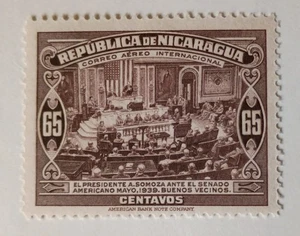 REPUBLICA DE NICARAGUA
CORREO AEREO INTERNACIONAL
65 65
EL PRESIDENTE A. SOMOZA ANTE EL SENADO
AMERICANO MAYO, 1939. BUENOS VECINOS.
CENTAVOS
AMERICAN BANK NOTE COMPANY